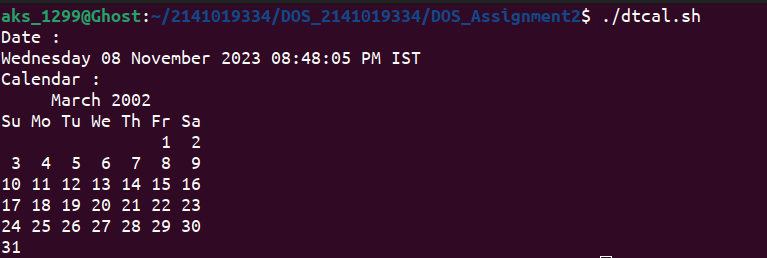 aks_1299@Ghost:~/2141019334/DOS_2141019334/DOS_Assignment2$ ./dtcal.sh
Date :
Wednesday 08 November 2023 08:48:05 PM IST
Calendar :
     March 2002
Su Mo Tu We Th Fr Sa
                1  2
 3  4  5  6  7  8  9
10 11 12 13 14 15 16
17 18 19 20 21 22 23
24 25 26 27 28 29 30
31